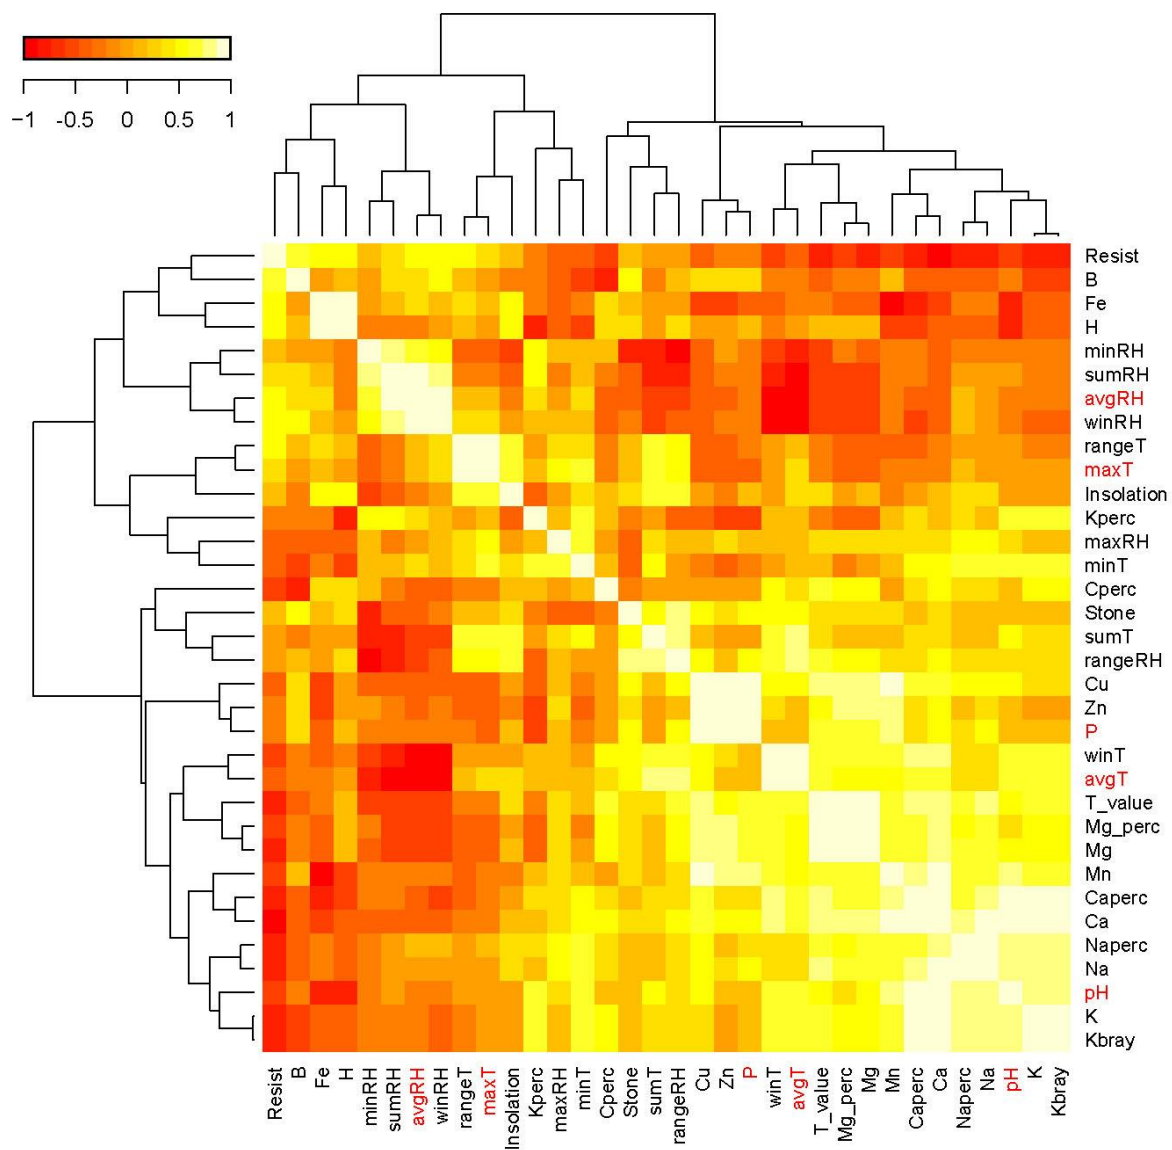 −1 -0.5 0 0.5 1
Resist
B
Fe
H
minRH
sumRH
avgRH
winRH
rangeT
maxT
Insolation
Kperc
maxRH
minT
Cperc
Stone
sumT
rangeRH
Cu
Zn
P
winT
avgT
T_value
Mg_perc
Mg
Mn
Caperc
Ca
Naperc
Na
pH
K
Kbray
Resist
B
Fe
H
minRH
sumRH
avgRH
winRH
rangeT
maxT
Insolation
Kperc
maxRH
minT
Cperc
Stone
sumT
rangeRH
Cu
Zn
P
winT
avgT
T_value
Mg_perc
Mg
Mn
Caperc
Ca
Naperc
Na
pH
K
Kbray